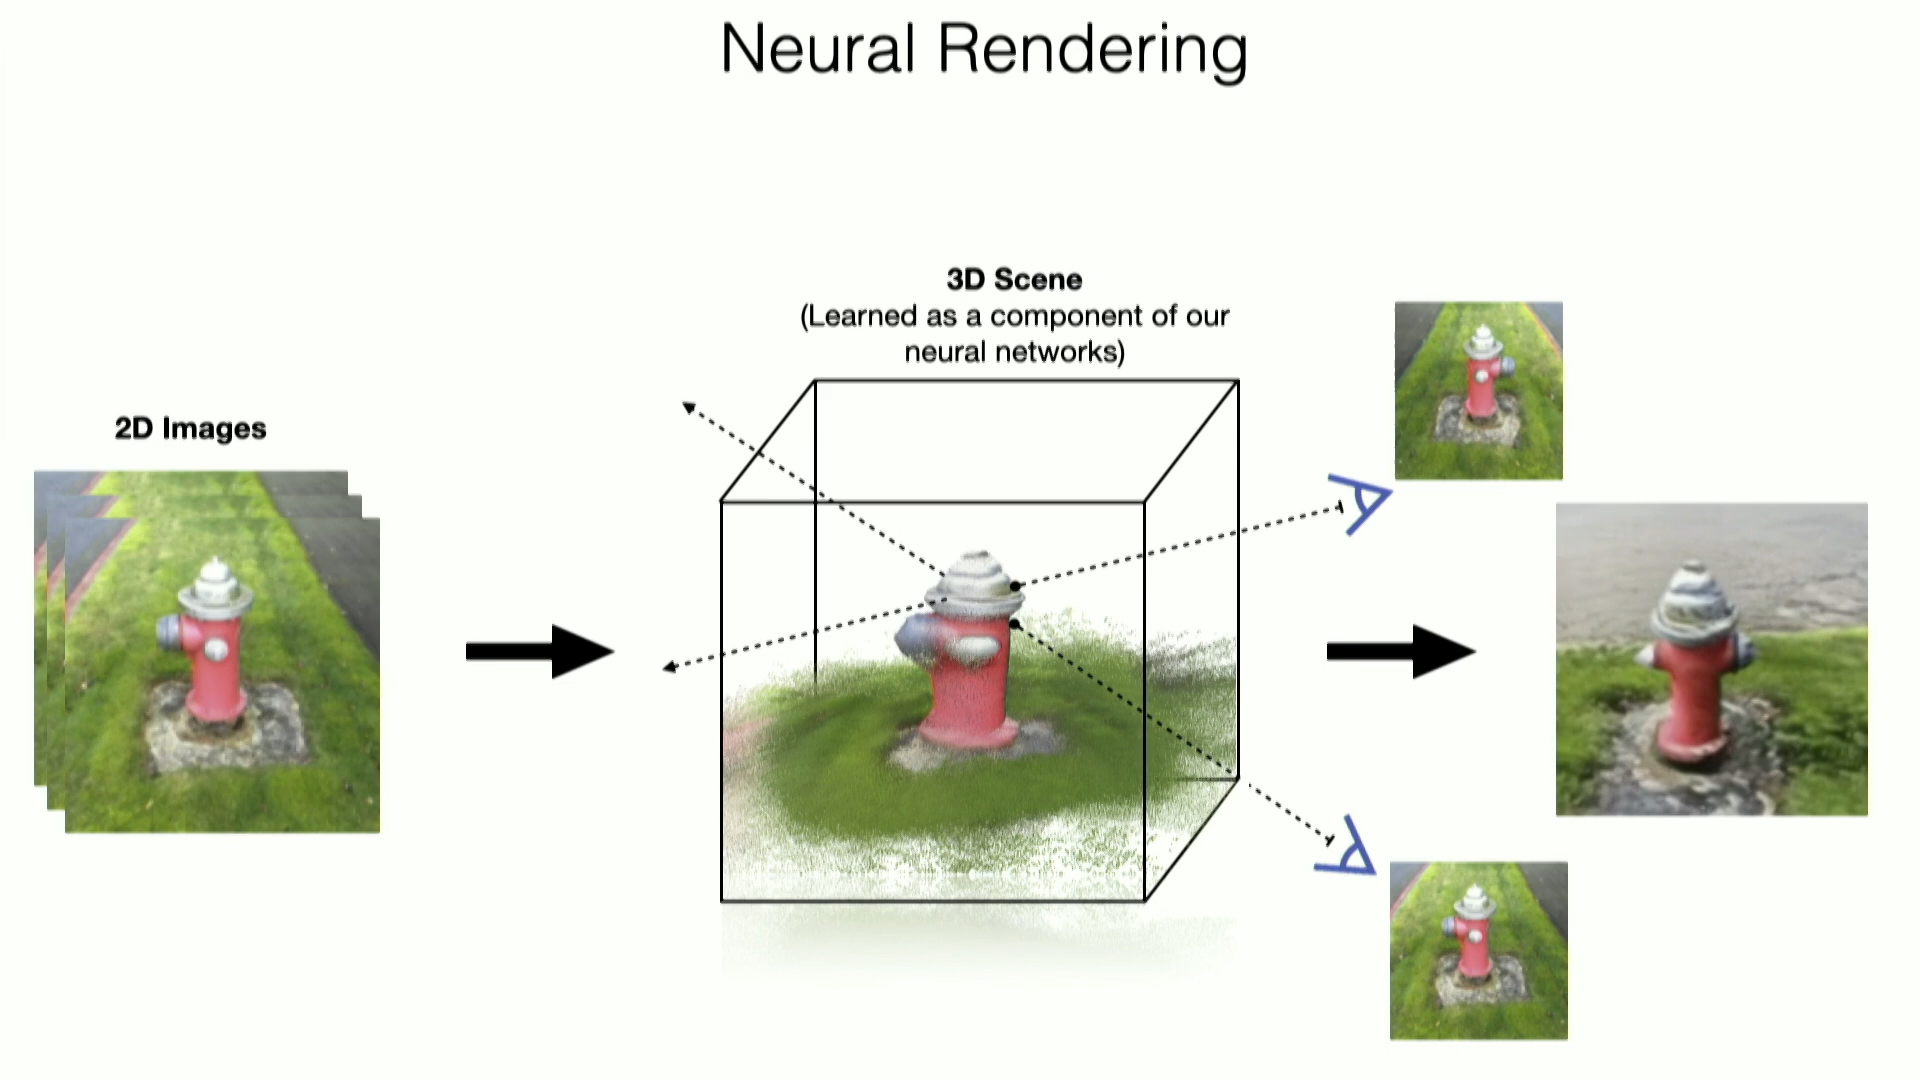 Neural Rendering
3D Scene
(Learned as a component of our
neural networks)
2D Images